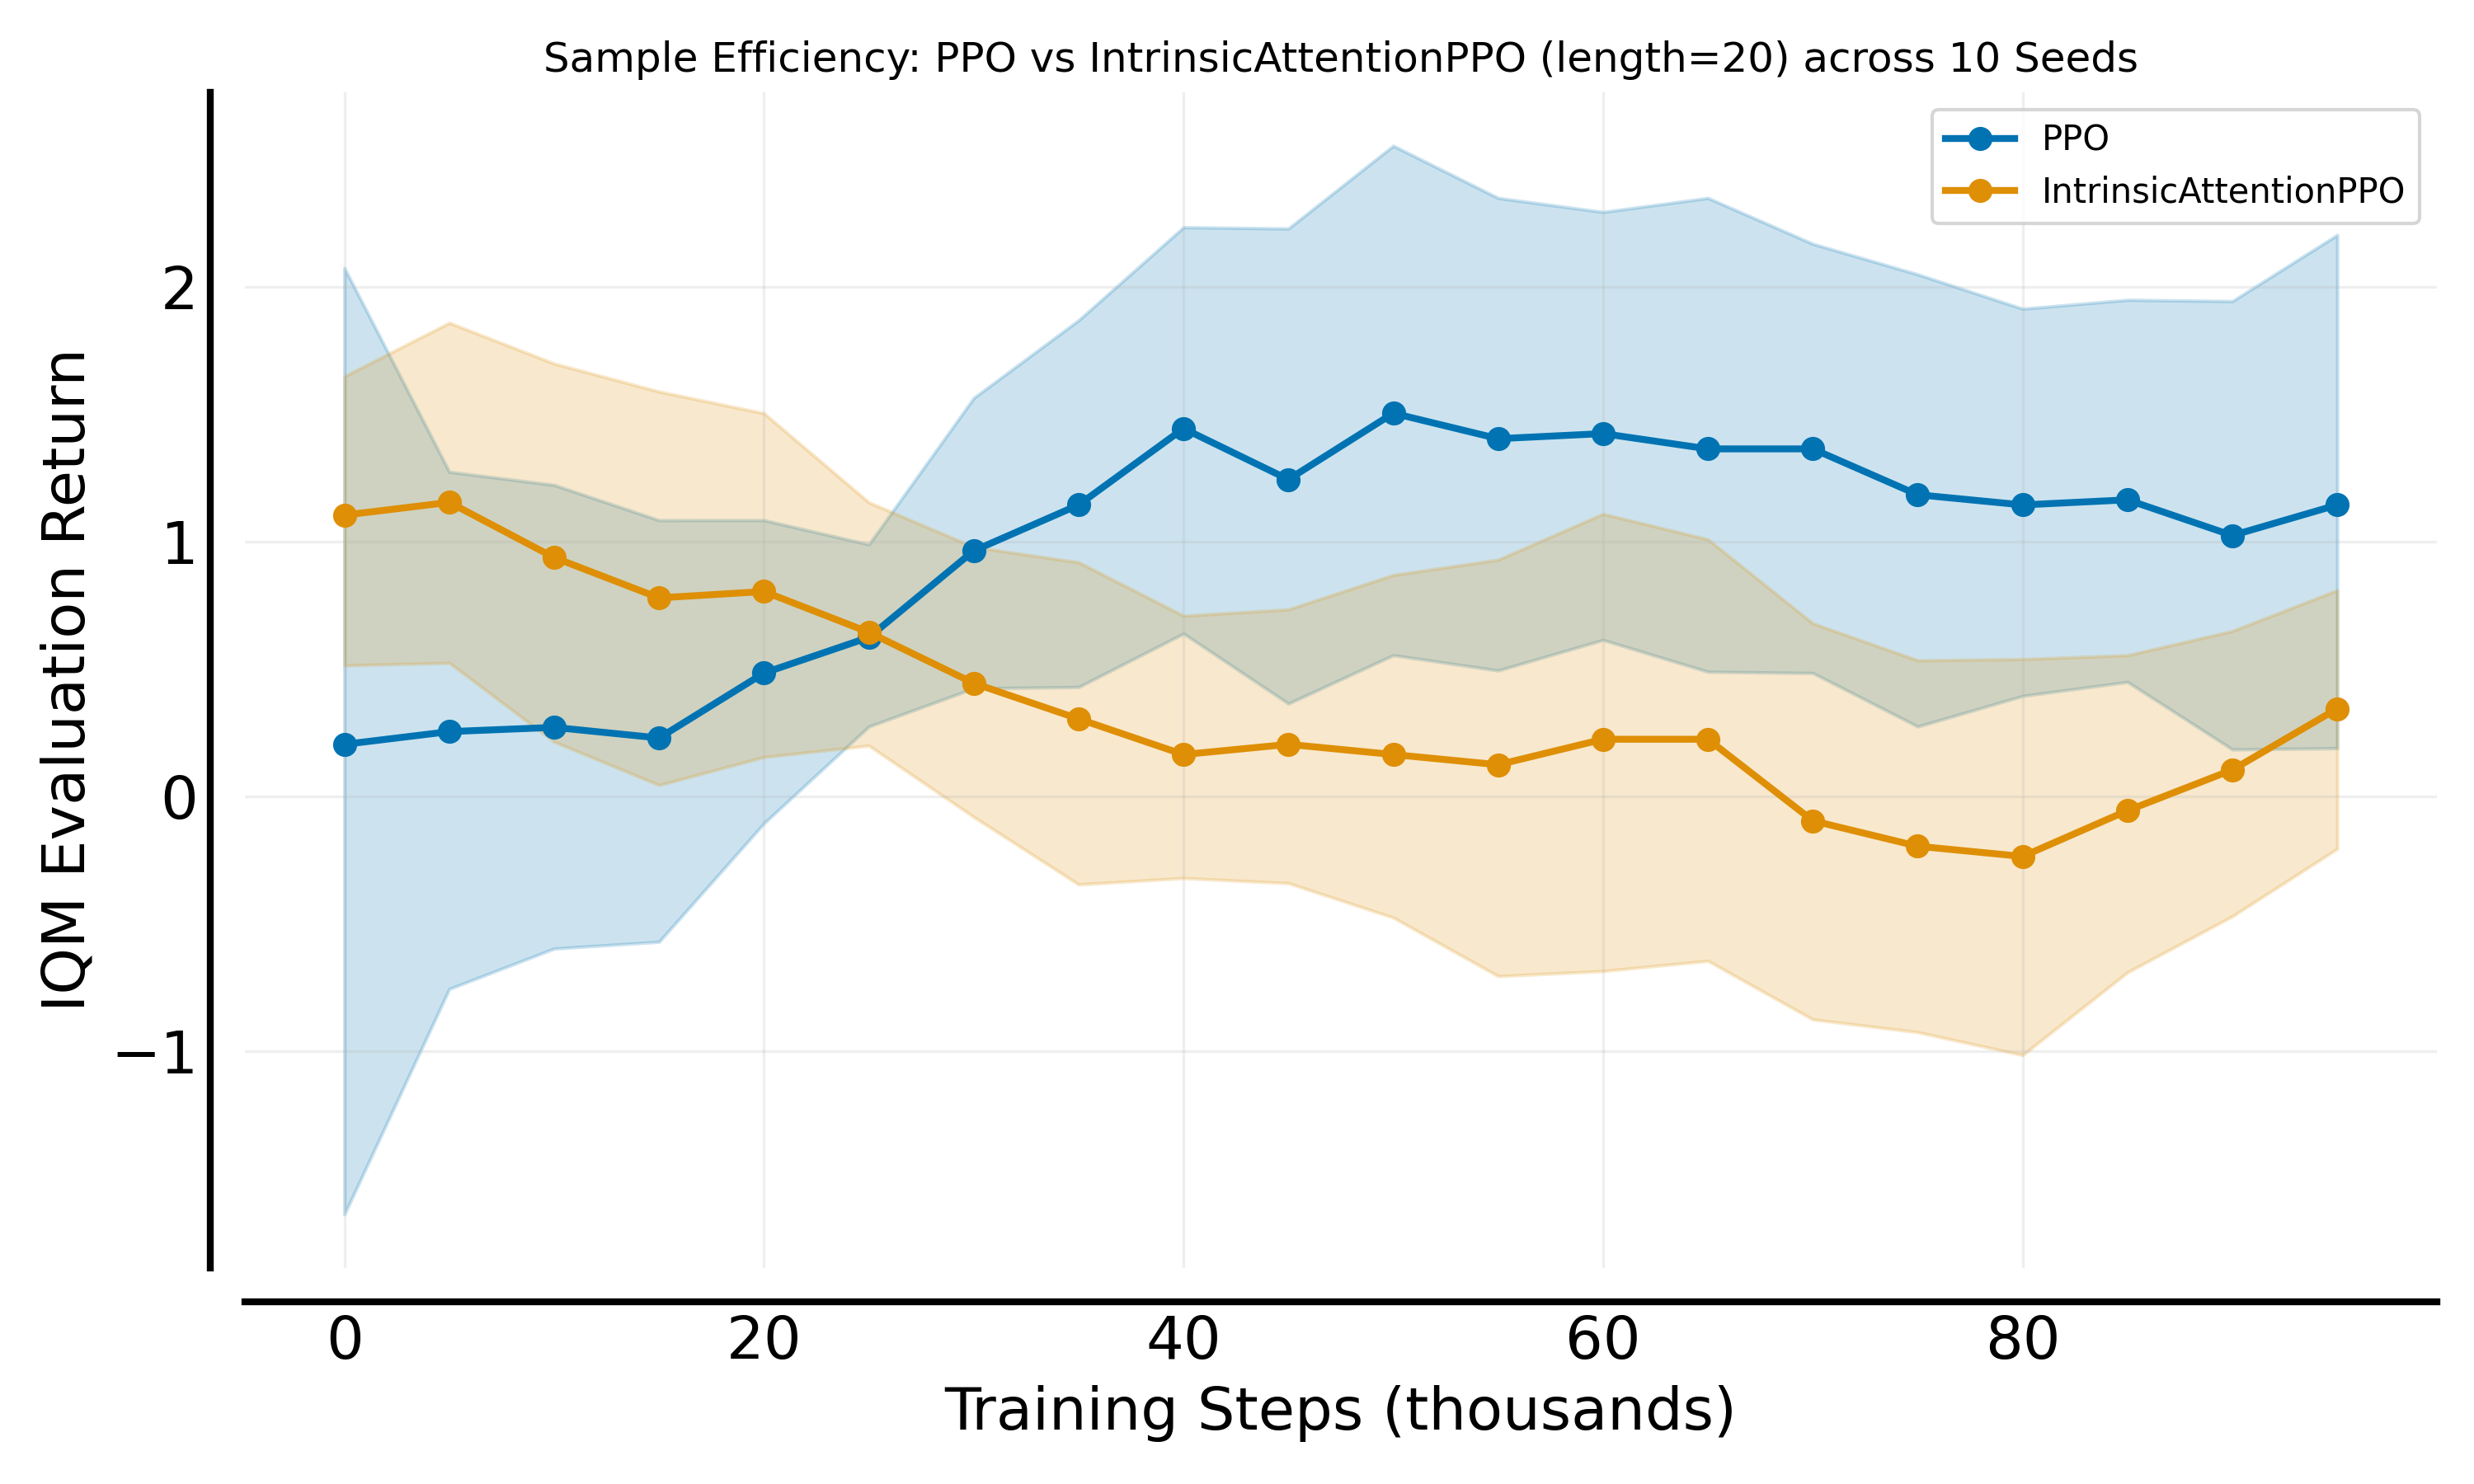 Sample Efficiency: PPO vs IntrinsicAttentionPPO (length=20) across 10 Seeds
PPO
IntrinsicAttentionPPO
IQM Evaluation Return
2
1
0
−1
0 20 40 60 80
Training Steps (thousands)